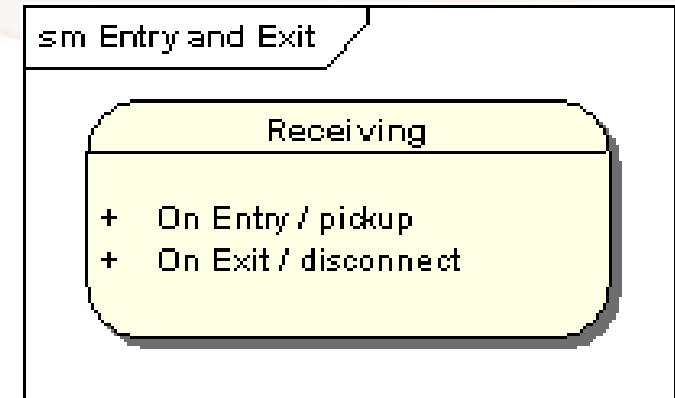 sm Entry and Exit
Receiving
+ On Entry / pickup
+ On Exit / disconnect